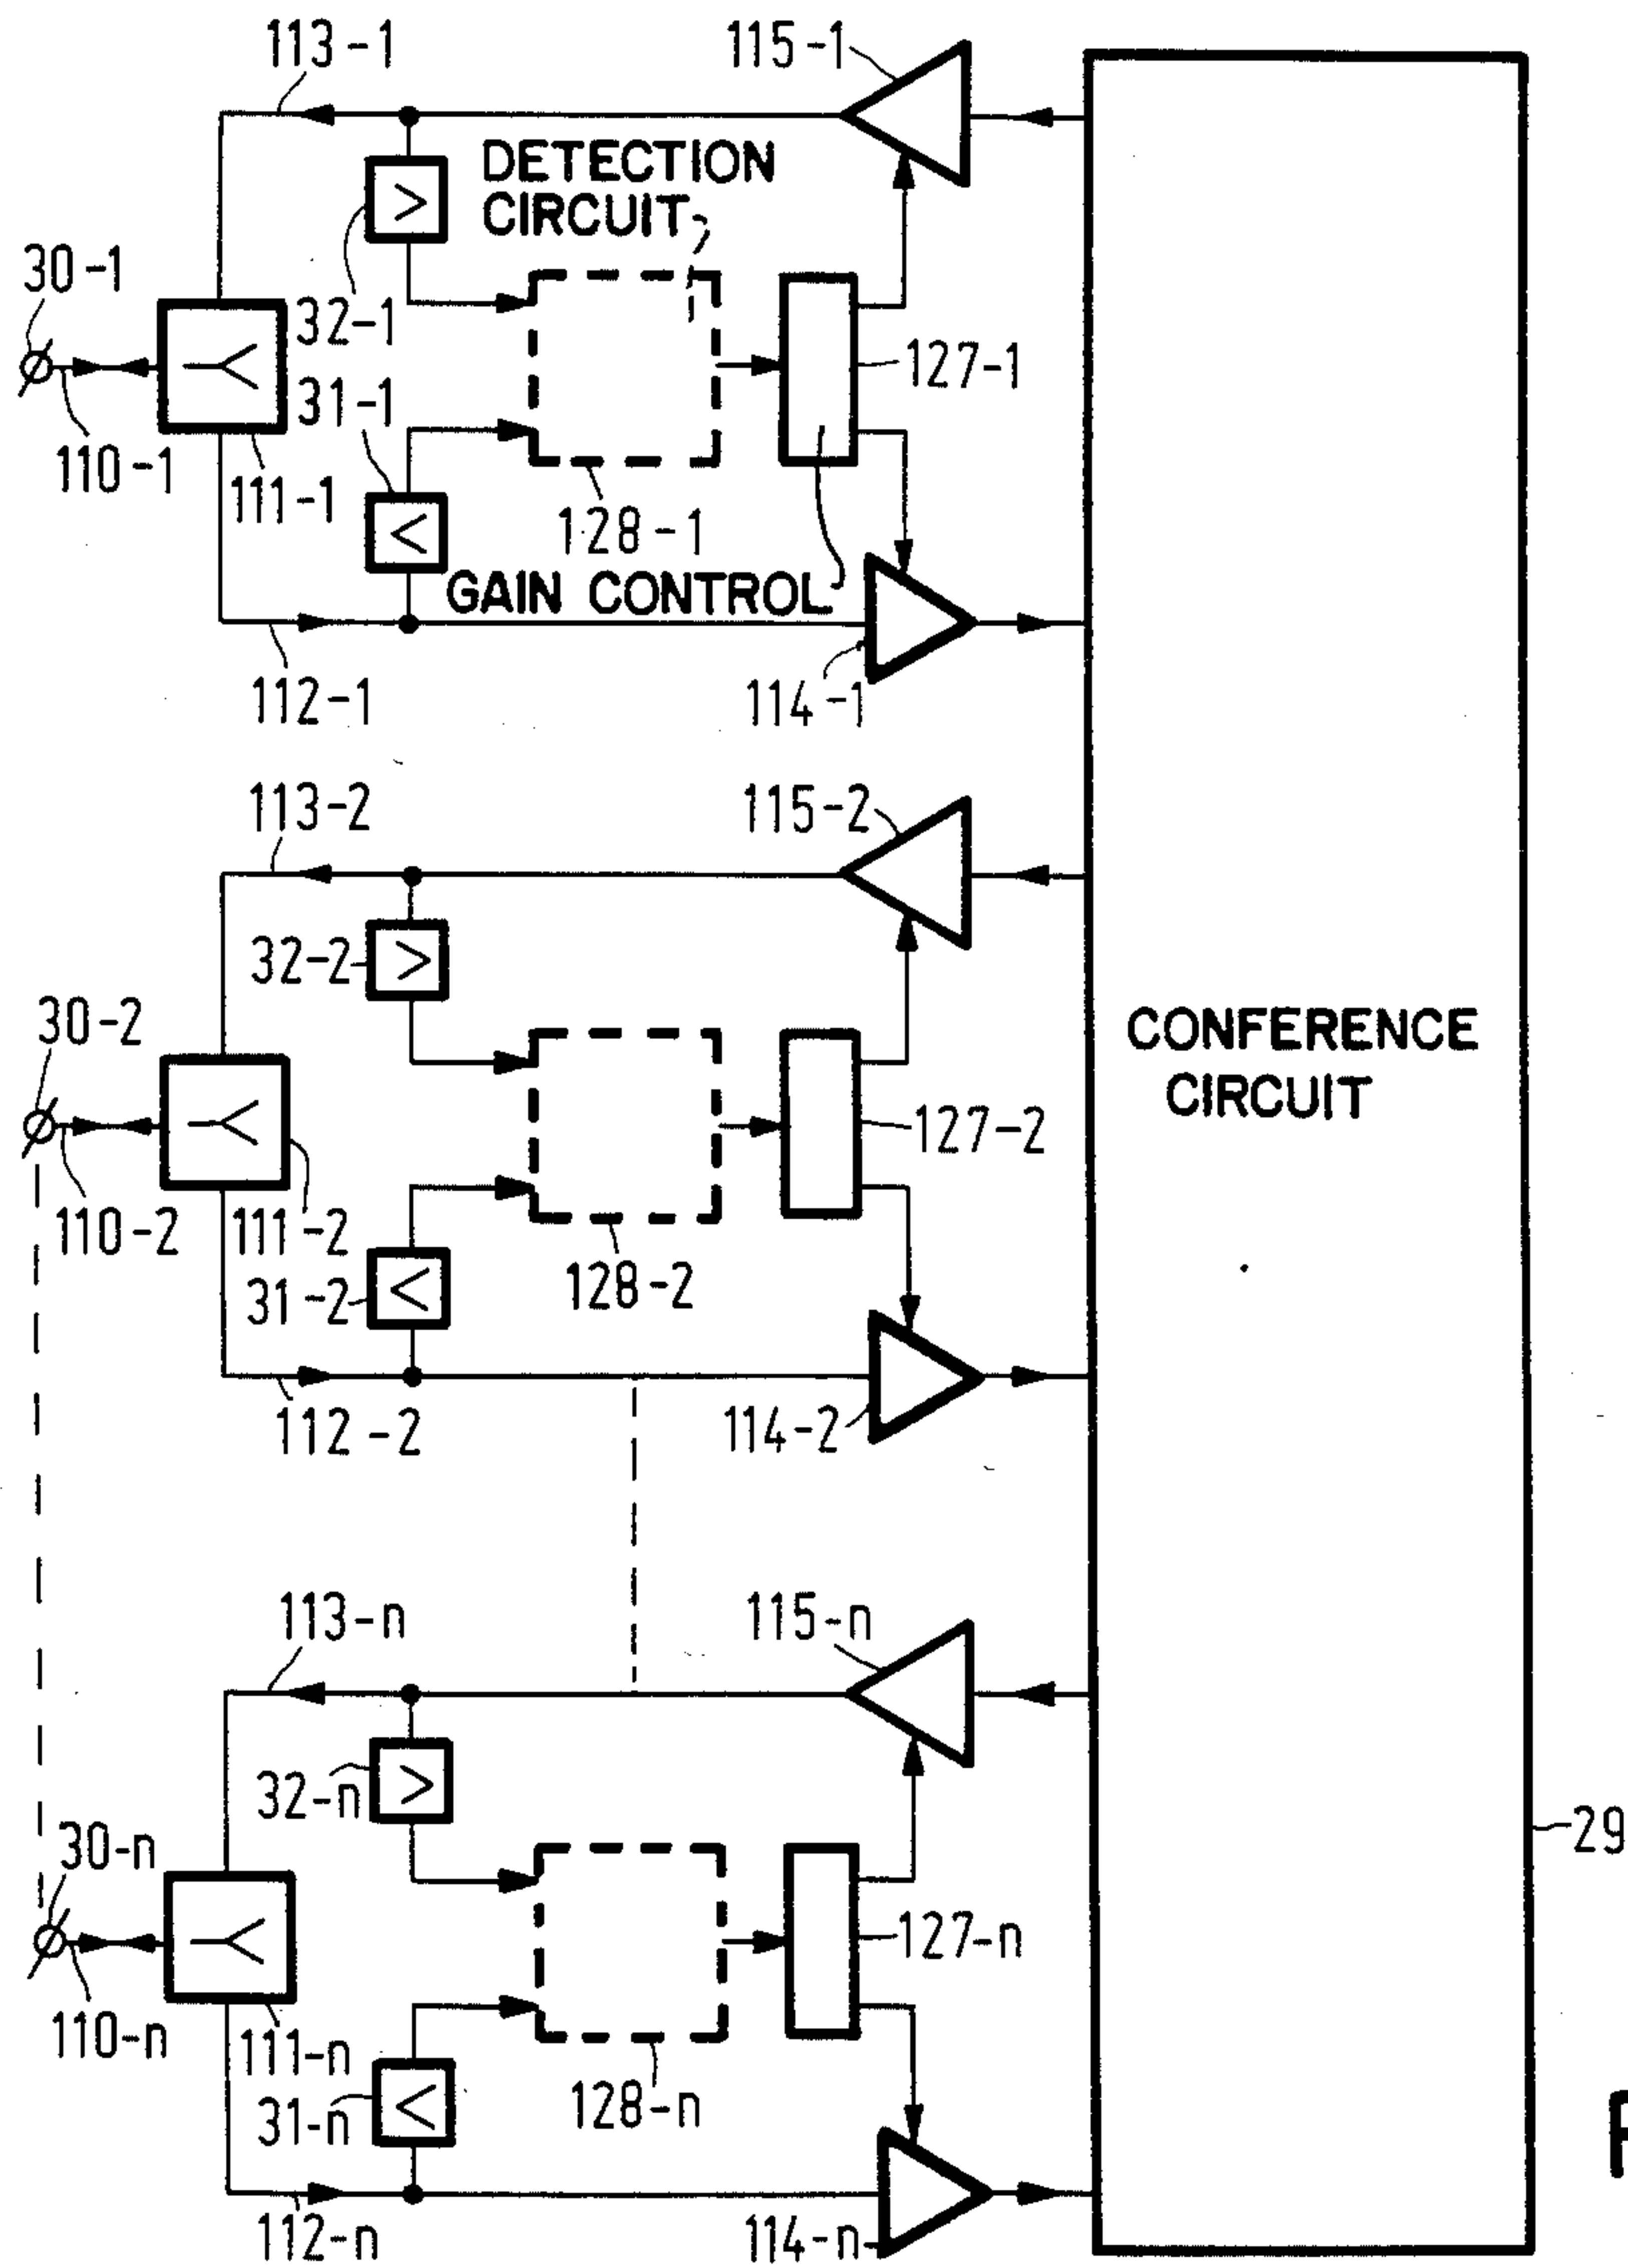 113-1
115-1
DETECTION
CIRCUIT
30-1
32-1
127-1
31-1
110-1
111-1
128-1
GAIN CONTROL
112-1
114-1
113-2
115-2
32-2
30-2
CONFERENCE
CIRCUIT
127-2
110-2
111-2
31-2
128-2
112-2
114-2
113-n
115-n
32-n
30-n
29
127-n
110-n
111-n
31-n
128-n
112-n
114-n